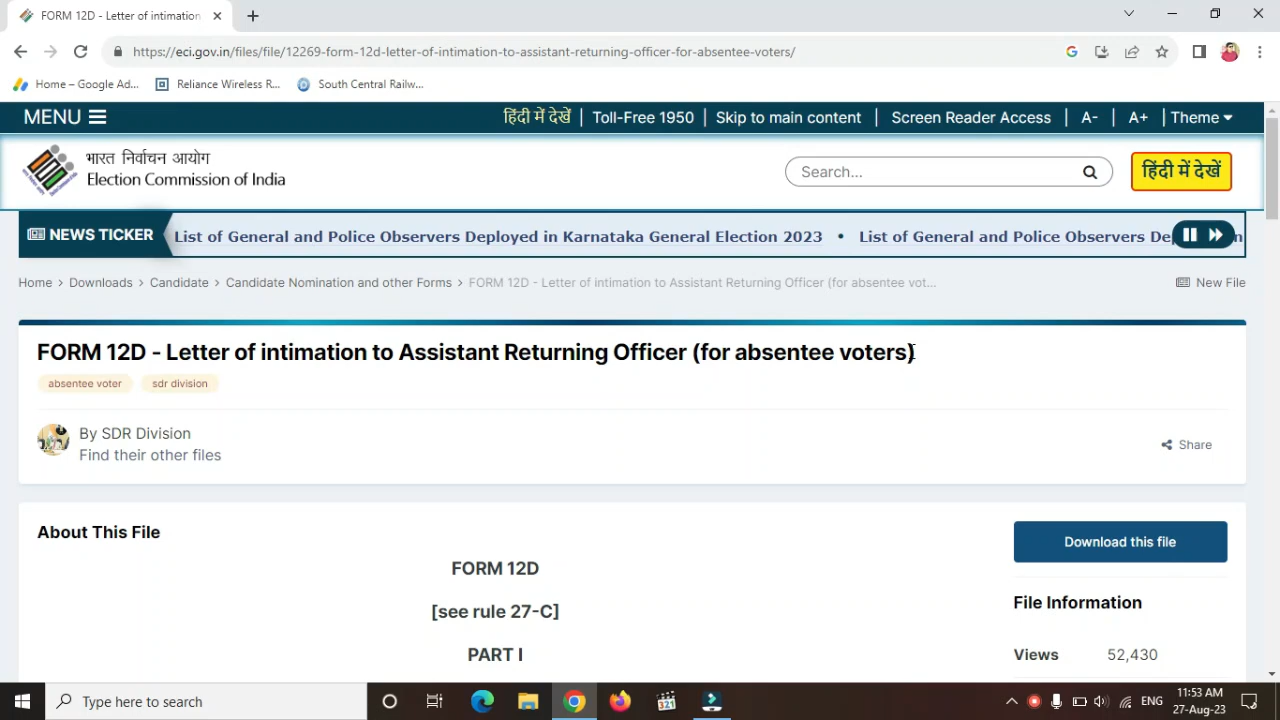 FORM 12D - Letter of intimation
https://eci.gov.in/files/file/12269-form-12d-letter-of-intimation-to-assistant-returning-officer-for-absentee-voters/
Home – Google Ad...
Reliance Wireless R...
South Central Railw...
MENU
हिंदी में देखें | Toll-Free 1950 | Skip to main content | Screen Reader Access | A- | A+ | Theme
भारत निर्वाचन आयोग
Election Commission of India
Search...
हिंदी में देखें
NEWS TICKER
List of General and Police Observers Deployed in Karnataka General Election 2023 • List of General and Police Observers De
Home > Downloads > Candidate > Candidate Nomination and other Forms > FORM 12D - Letter of intimation to Assistant Returning Officer (for absentee vot...
New File
FORM 12D - Letter of intimation to Assistant Returning Officer (for absentee voters)
absentee voter
sdr division
By SDR Division
Find their other files
Share
About This File
Download this file
FORM 12D
[see rule 27-C]
PART I
File Information
Views 52,430
Type here to search
321
ENG
11:53 AM
27-Aug-23